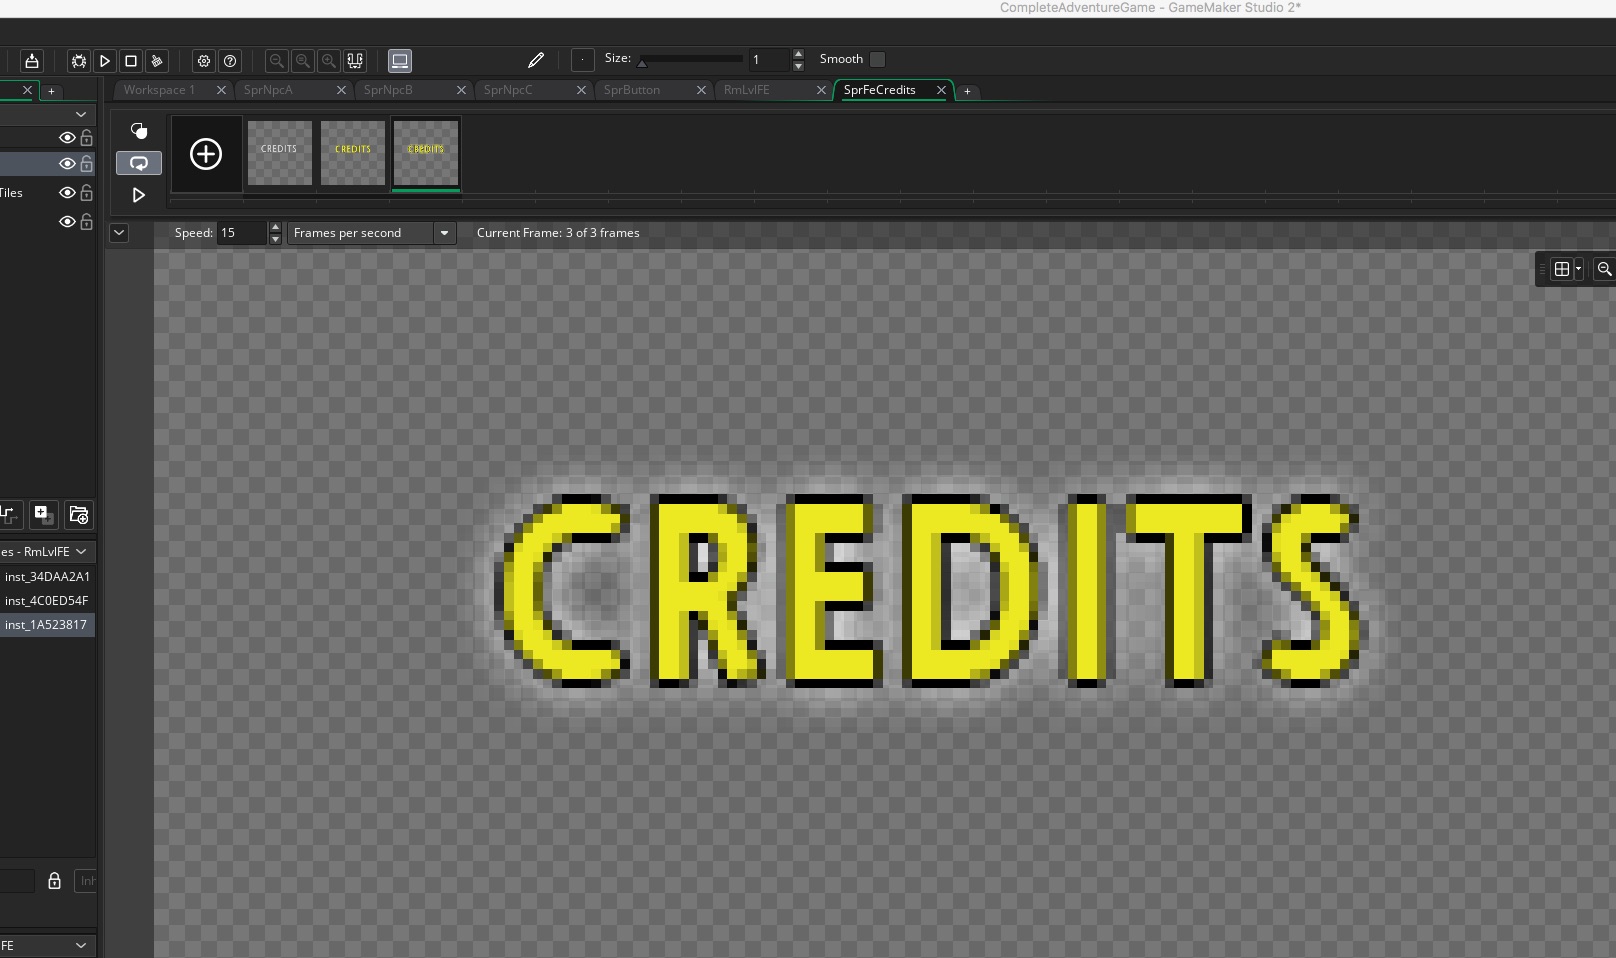 CompleteAdventureGame - GameMaker Studio 2*
Size: 1 Smooth
Workspace 1 SprNpcA SprNpcB SprNpcC SprButton RmLvlFE SprFeCredits
CREDITS CREDITS CREDITS
Tiles
Speed: 15 Frames per second Current Frame: 3 of 3 frames
CREDITS
es - RmLvlFE
inst_34DAA2A1
inst_4C0ED54F
inst_1A523817
Inh
FE